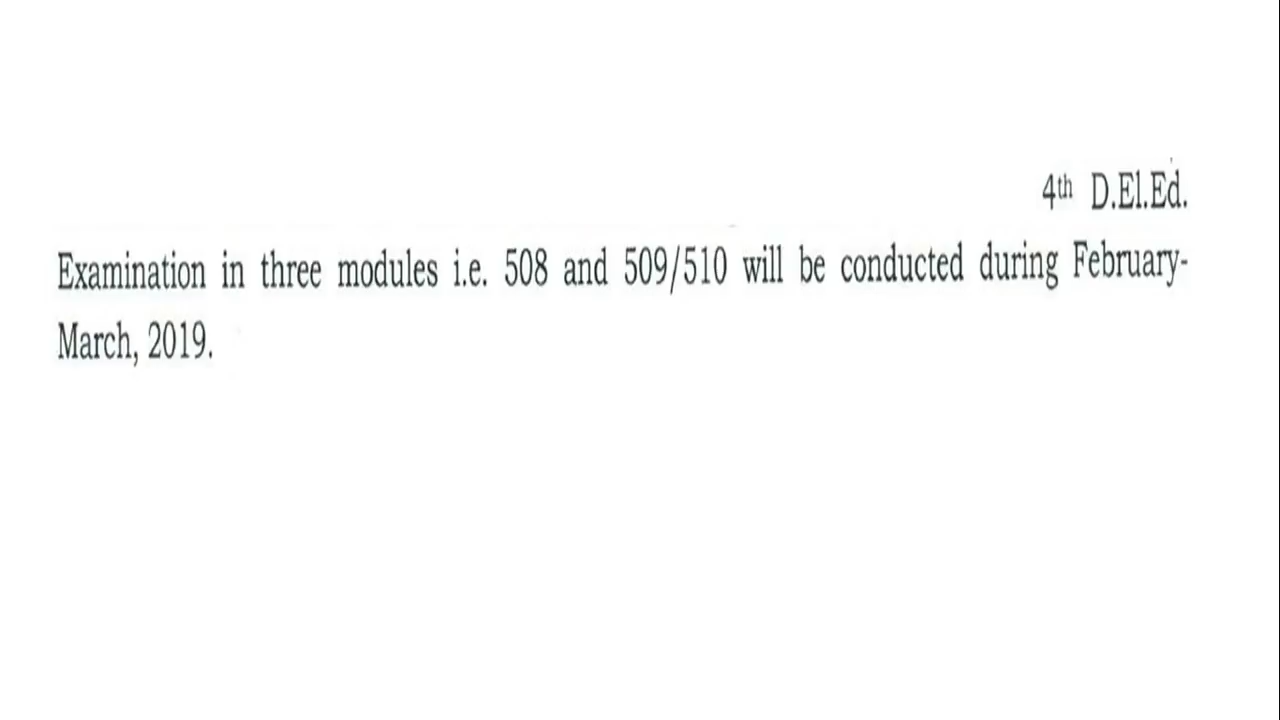 4th D.El.Ed.
Examination in three modules i.e. 508 and 509/510 will be conducted during February-
March, 2019.